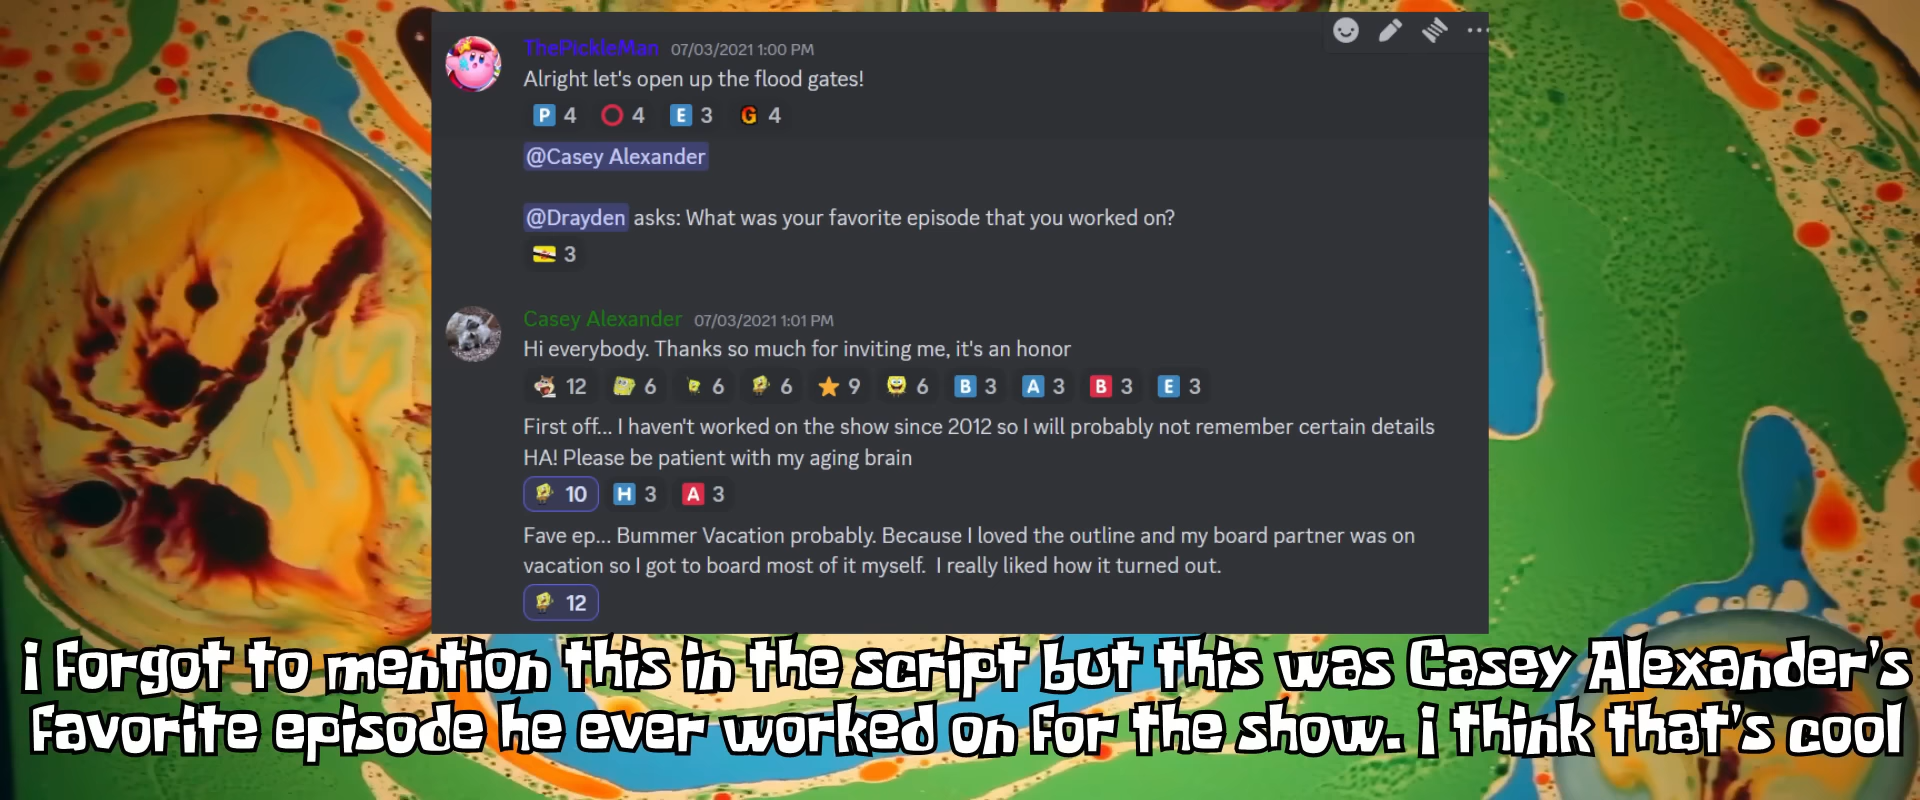 ThePickleMan 07/03/2021 1:00 PM
Alright let's open up the flood gates!
P 4 O 4 E 3 G 4
@Casey Alexander
@Drayden asks: What was your favorite episode that you worked on?
3
Casey Alexander 07/03/2021 1:01 PM
Hi everybody. Thanks so much for inviting me, it's an honor
12 6 6 6 9 6 B 3 A 3 B 3 E 3
First off... I haven't worked on the show since 2012 so I will probably not remember certain details
HA! Please be patient with my aging brain
10 H 3 A 3
Fave ep... Bummer Vacation probably. Because I loved the outline and my board partner was on
vacation so I got to board most of it myself.  I really liked how it turned out.
12
i forgot to mention this in the script but this was Casey Alexander's
favorite episode he ever worked on for the show. i think that's cool